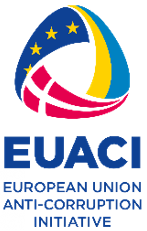 EUACI
EUROPEAN UNION
ANTI-CORRUPTION
INITIATIVE